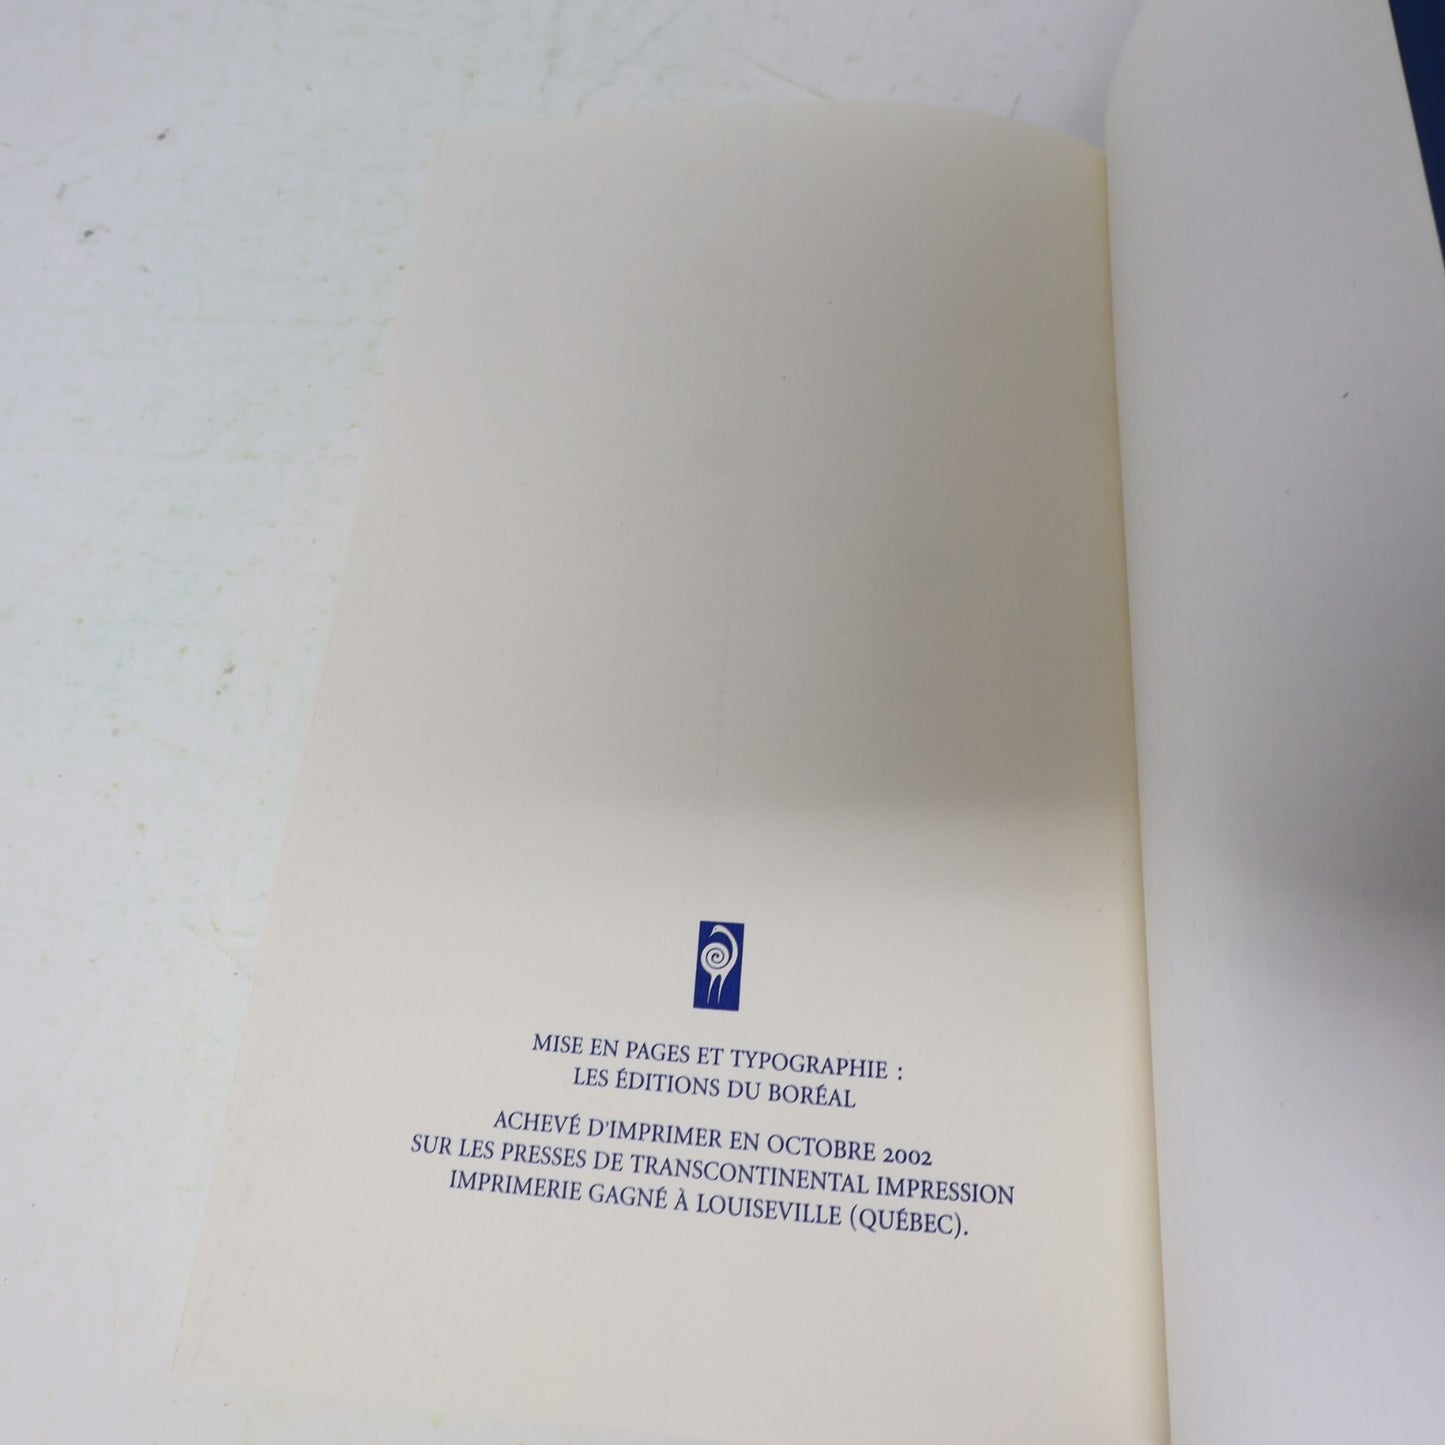 MISE EN PAGES ET TYPOGRAPHIE :
LES ÉDITIONS DU BORÉAL
ACHEVÉ D'IMPRIMER EN OCTOBRE 2002
SUR LES PRESSES DE TRANSCONTINENTAL IMPRESSION
IMPRIMERIE GAGNÉ À LOUISEVILLE (QUÉBEC).